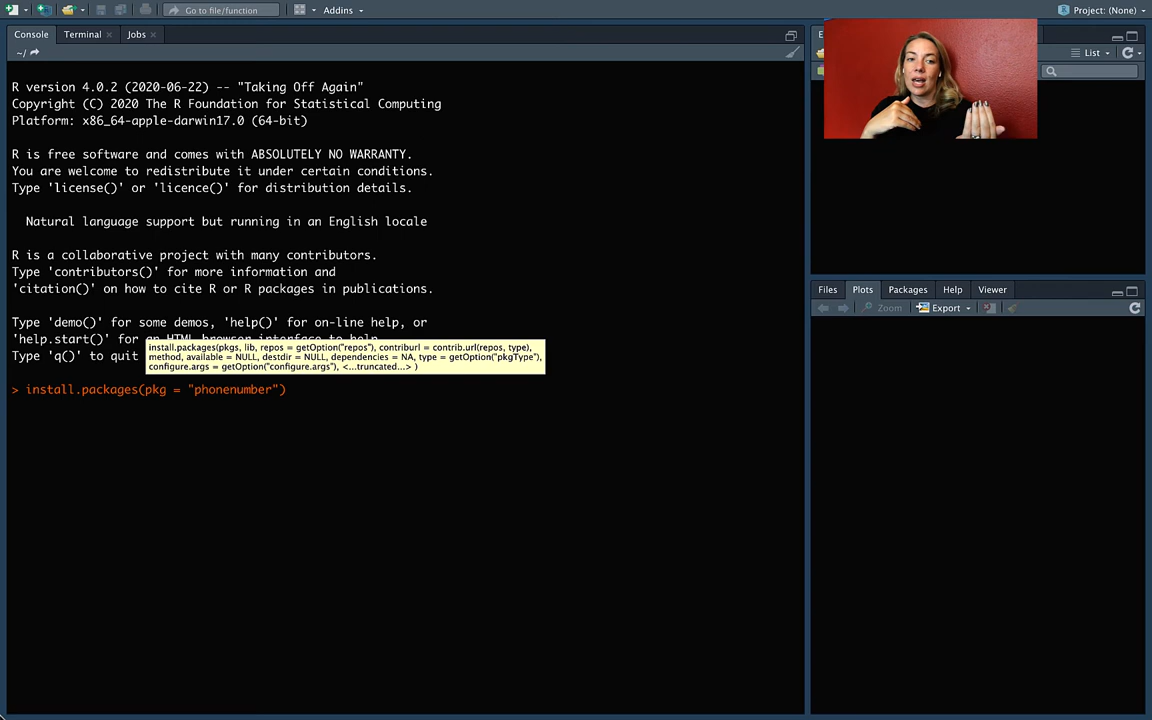 Go to file/function
Addins
Project: (None)
Console
Terminal
Jobs
~/
List
R version 4.0.2 (2020-06-22) -- "Taking Off Again"
Copyright (C) 2020 The R Foundation for Statistical Computing
Platform: x86_64-apple-darwin17.0 (64-bit)
R is free software and comes with ABSOLUTELY NO WARRANTY.
You are welcome to redistribute it under certain conditions.
Type 'license()' or 'licence()' for distribution details.
Natural language support but running in an English locale
R is a collaborative project with many contributors.
Type 'contributors()' for more information and
'citation()' on how to cite R or R packages in publications.
Type 'demo()' for some demos, 'help()' for on-line help, or
'help.start()' for an HTML browser interface to help.
Type 'q()' to quit
install.packages(pkgs, lib, repos = getOption("repos"), contriburl = contrib.url(repos, type),
method, available = NULL, destdir = NULL, dependencies = NA, type = getOption("pkgType"),
configure.args = getOption("configure.args"), <...truncated...> )
> install.packages(pkg = "phonenumber")
Files
Plots
Packages
Help
Viewer
Zoom
Export